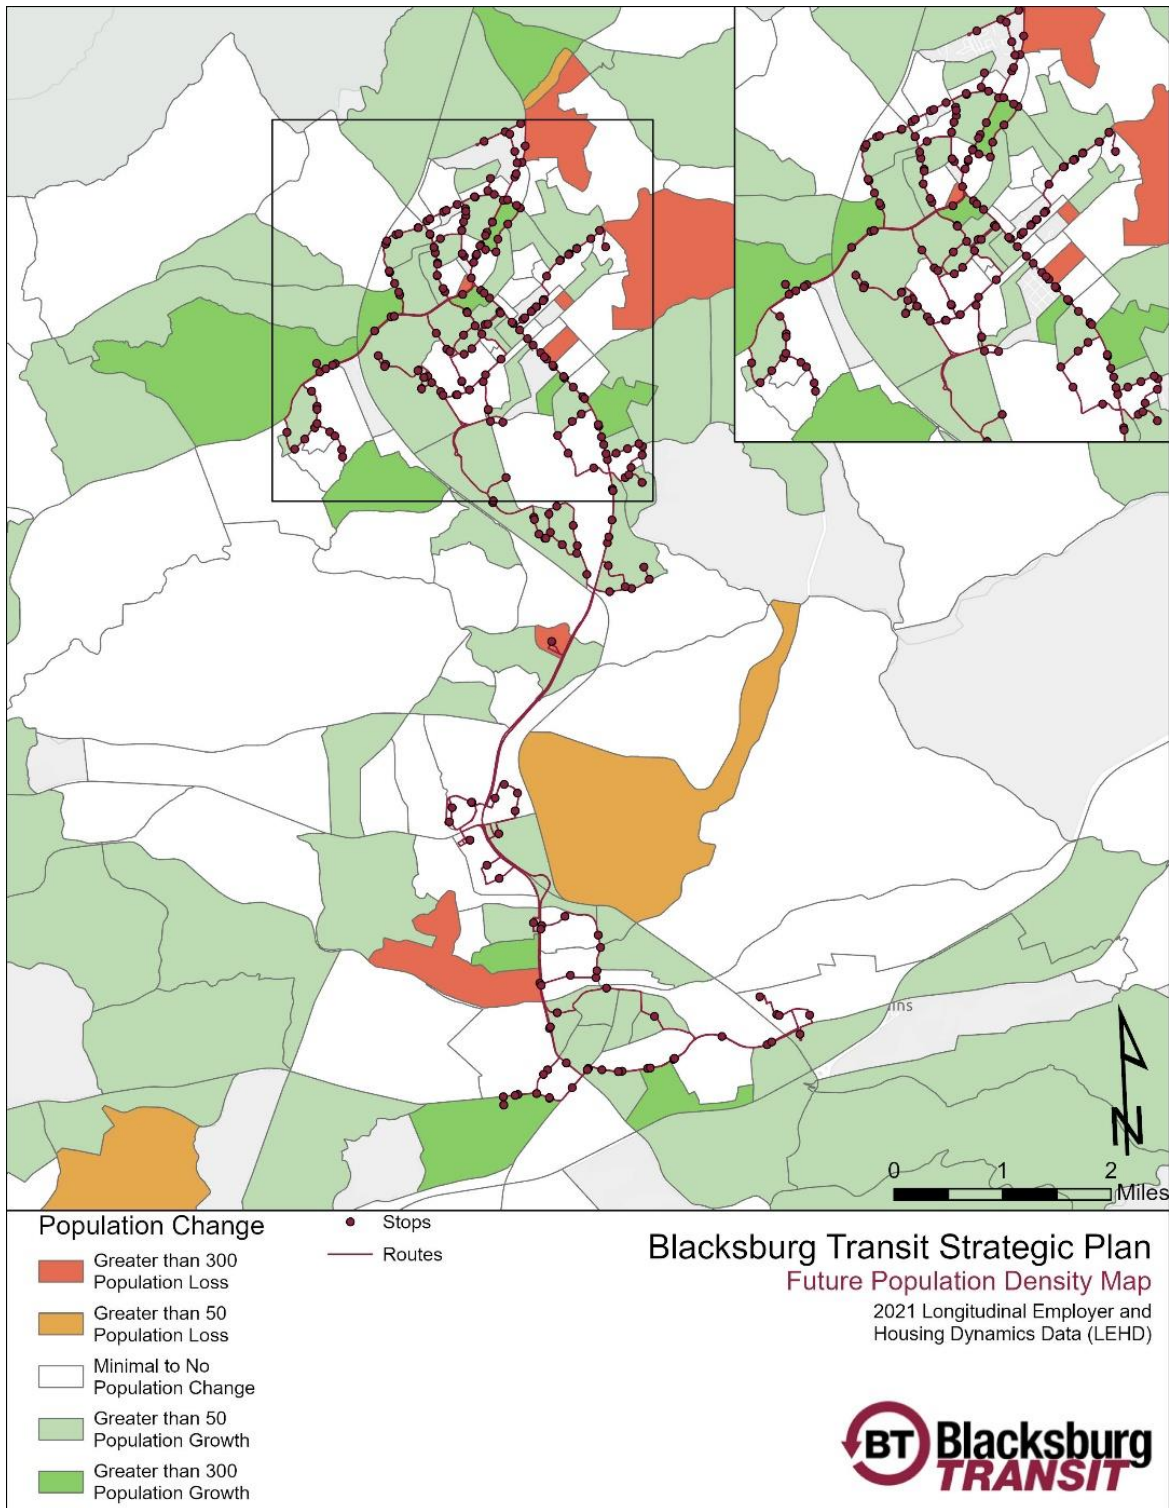 ins
N
0 1 2
Miles
Population Change
Greater than 300
Population Loss
Greater than 50
Population Loss
Minimal to No
Population Change
Greater than 50
Population Growth
Greater than 300
Population Growth
Stops
Routes
Blacksburg Transit Strategic Plan
Future Population Density Map
2021 Longitudinal Employer and
Housing Dynamics Data (LEHD)
BT Blacksburg
TRANSIT